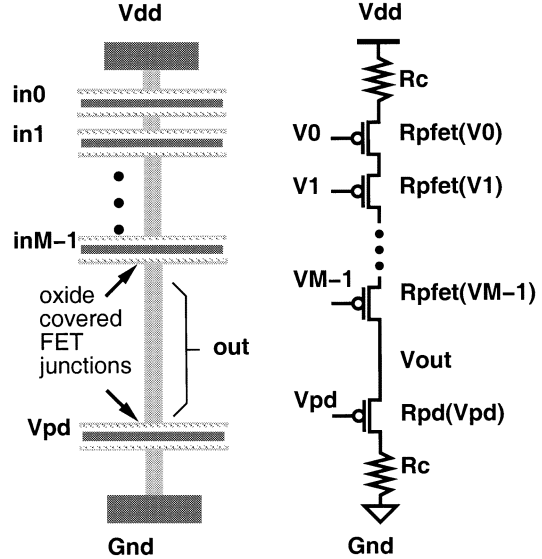 Vdd
in0
in1
inM-1
oxide
covered
FET
junctions
out
Vpd
Gnd
Vdd
Rc
V0
Rpfet(V0)
V1
Rpfet(V1)
VM-1
Rpfet(VM-1)
Vout
Vpd
Rpd(Vpd)
Rc
Gnd